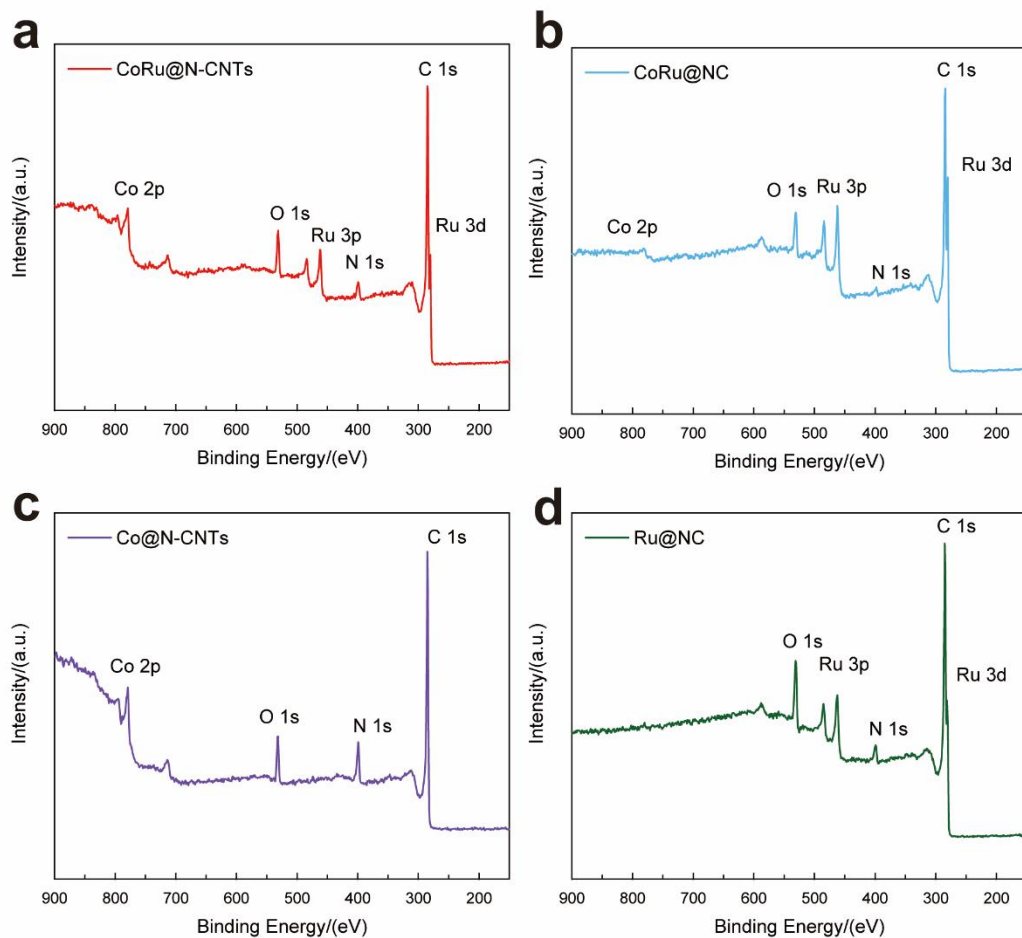 a
CoRu@N-CNTs
C 1s
Co 2p
O 1s
Ru 3p
Ru 3d
N 1s
Intensity/(a.u.)
900 800 700 600 500 400 300 200
Binding Energy/(eV)
b
CoRu@NC
C 1s
Ru 3d
O 1s
Ru 3p
Co 2p
N 1s
Intensity/(a.u.)
900 800 700 600 500 400 300 200
Binding Energy/(eV)
c
Co@N-CNTs
C 1s
Co 2p
O 1s
N 1s
Intensity/(a.u.)
900 800 700 600 500 400 300 200
Binding Energy/(eV)
d
Ru@NC
C 1s
O 1s
Ru 3p
Ru 3d
N 1s
Intensity/(a.u.)
900 800 700 600 500 400 300 200
Binding Energy/(eV)